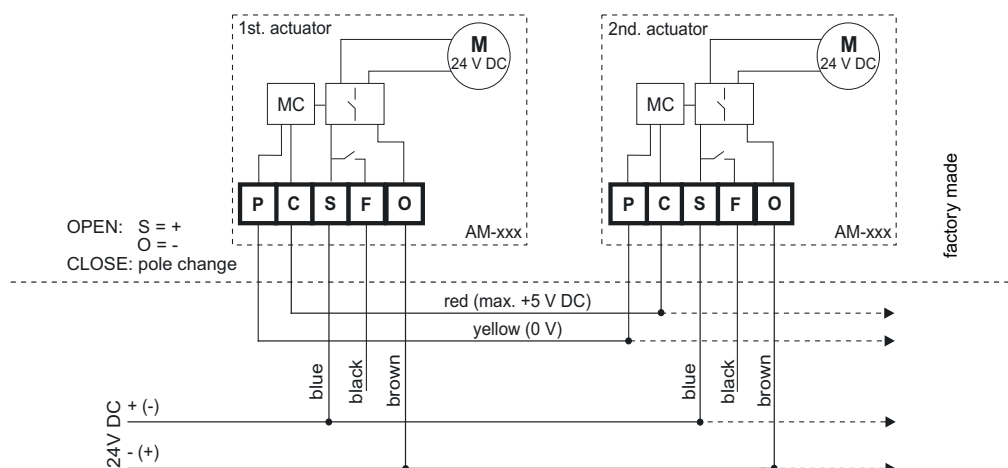 1st. actuator
M
24 V DC
MC
P C S F O
AM-xxx
2nd. actuator
M
24 V DC
MC
P C S F O
AM-xxx
factory made
OPEN: S = +
O = -
CLOSE: pole change
red (max. +5 V DC)
yellow (0 V)
blue
black
brown
blue
black
brown
24V DC
+ (-)
- (+)